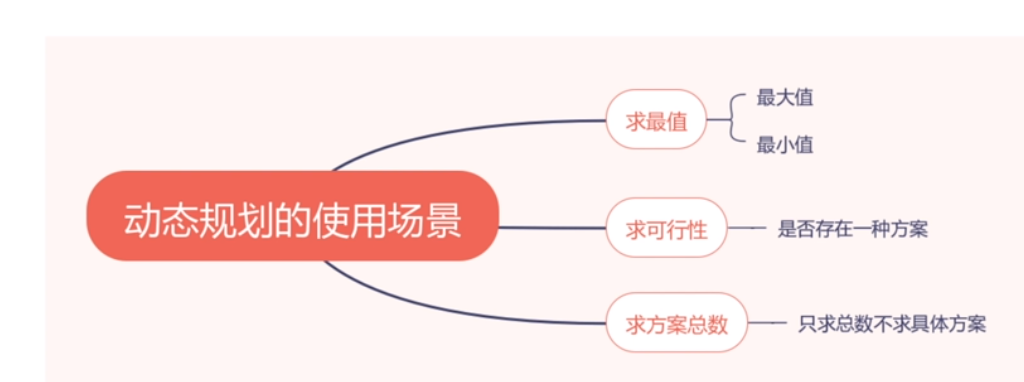 动态规划的使用场景
求最值
最大值
最小值
求可行性
是否存在一种方案
求方案总数
只求总数不求具体方案